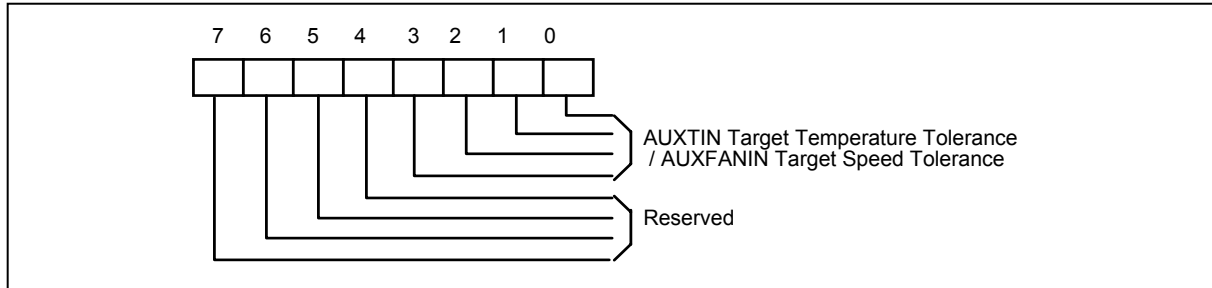 7 6 5 4 3 2 1 0
AUXTIN Target Temperature Tolerance
/ AUXFANIN Target Speed Tolerance
Reserved